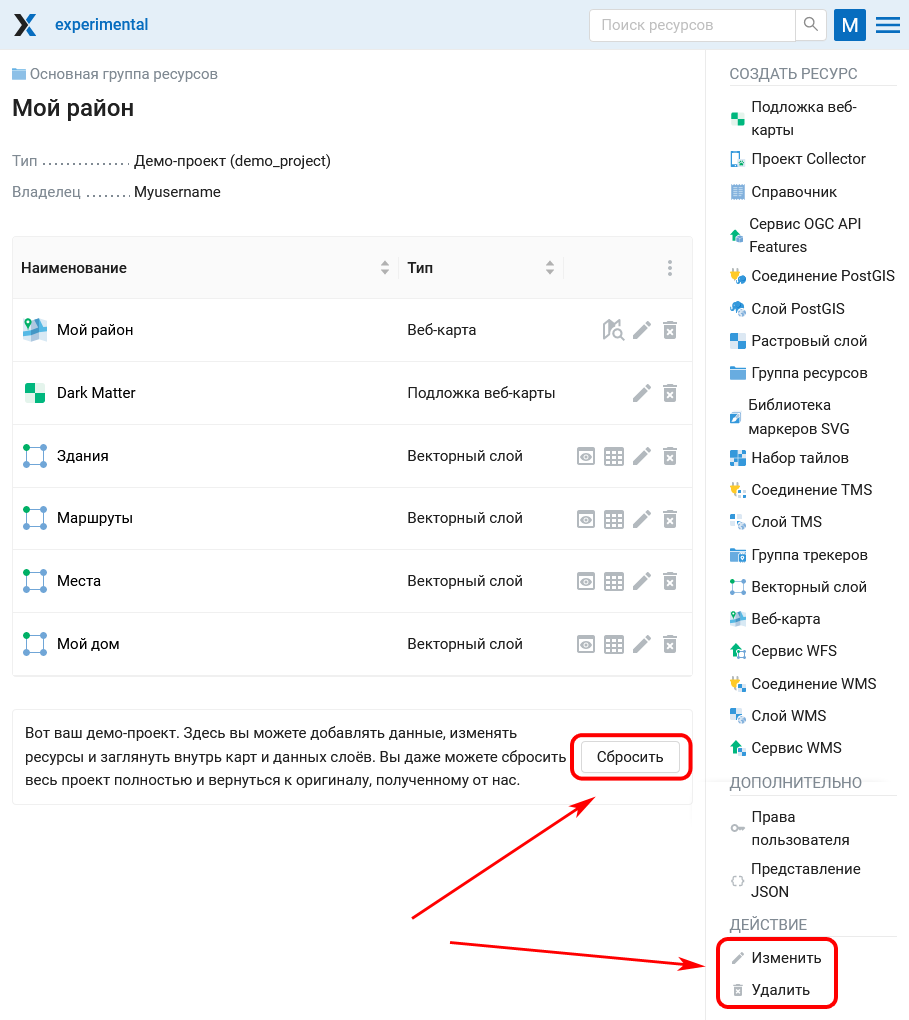 experimental
Поиск ресурсов
M
Основная группа ресурсов
Мой район
Тип Демо-проект (demo_project)
Владелец Myusername
Наименование Тип
Мой район Веб-карта
Dark Matter Подложка веб-карты
Здания Векторный слой
Маршруты Векторный слой
Места Векторный слой
Мой дом Векторный слой
Вот ваш демо-проект. Здесь вы можете добавлять данные, изменять
ресурсы и заглянуть внутрь карт и данных слоёв. Вы даже можете сбросить
весь проект полностью и вернуться к оригиналу, полученному от нас.
Сбросить
СОЗДАТЬ РЕСУРС
Подложка веб-
карты
Проект Collector
Справочник
Сервис OGC API
Features
Соединение PostGIS
Слой PostGIS
Растровый слой
Группа ресурсов
Библиотека
маркеров SVG
Набор тайлов
Соединение TMS
Слой TMS
Группа трекеров
Векторный слой
Веб-карта
Сервис WFS
Соединение WMS
Слой WMS
Сервис WMS
ДОПОЛНИТЕЛЬНО
Права
пользователя
Представление
JSON
ДЕЙСТВИЕ
Изменить
Удалить